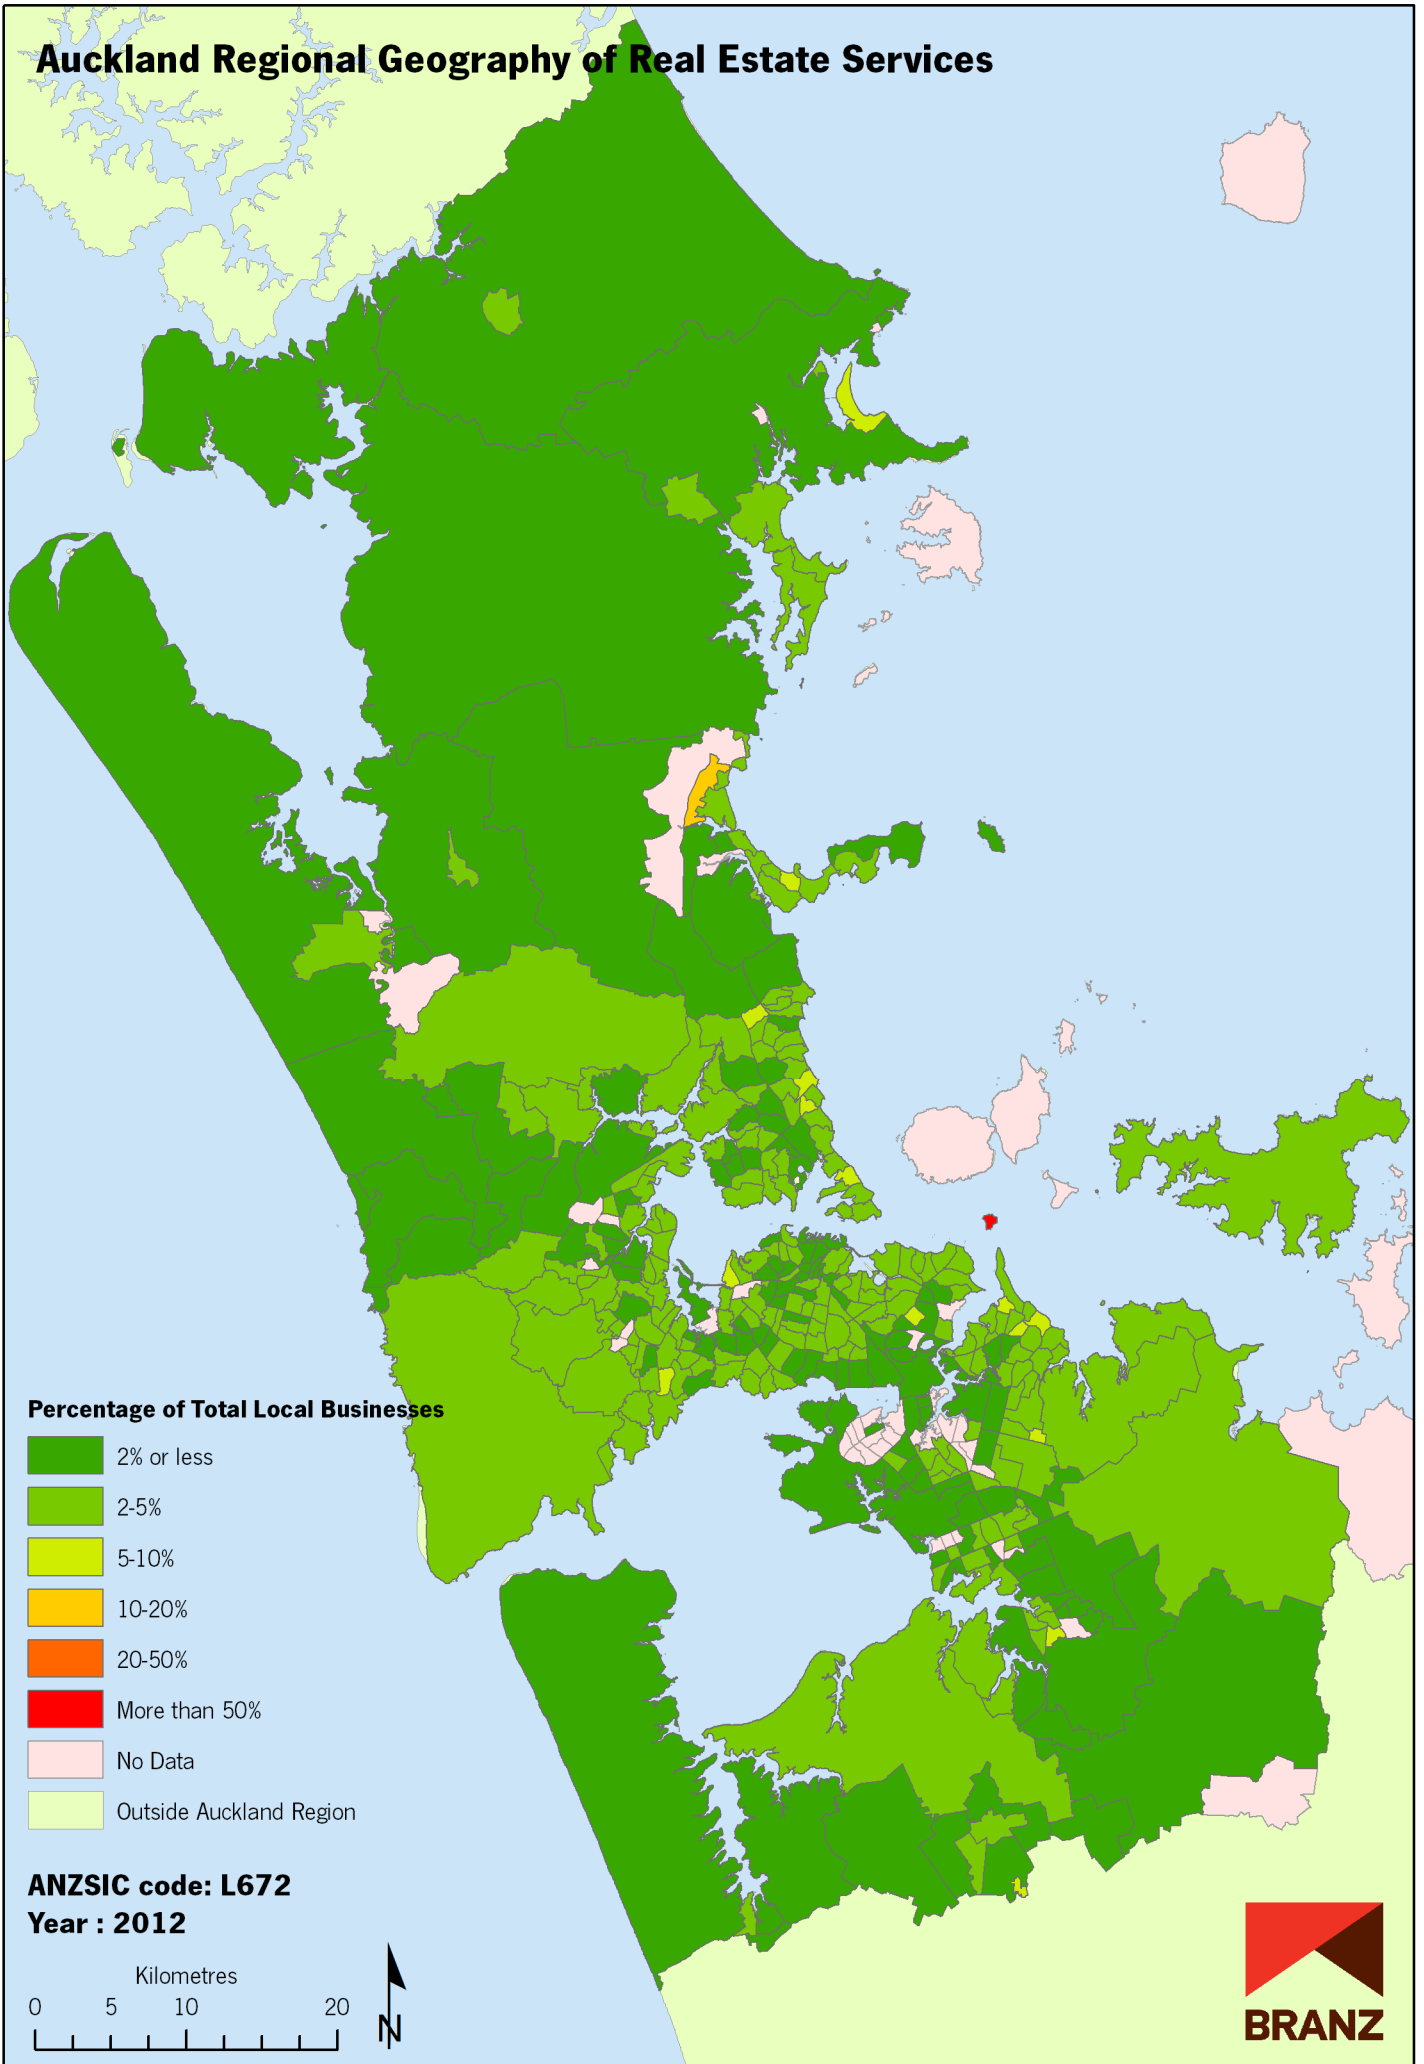 Auckland Regional Geography of Real Estate Services
Percentage of Total Local Businesses
2% or less
2-5%
5-10%
10-20%
20-50%
More than 50%
No Data
Outside Auckland Region
ANZSIC code: L672
Year : 2012
Kilometres
0 5 10 20
N
BRANZ